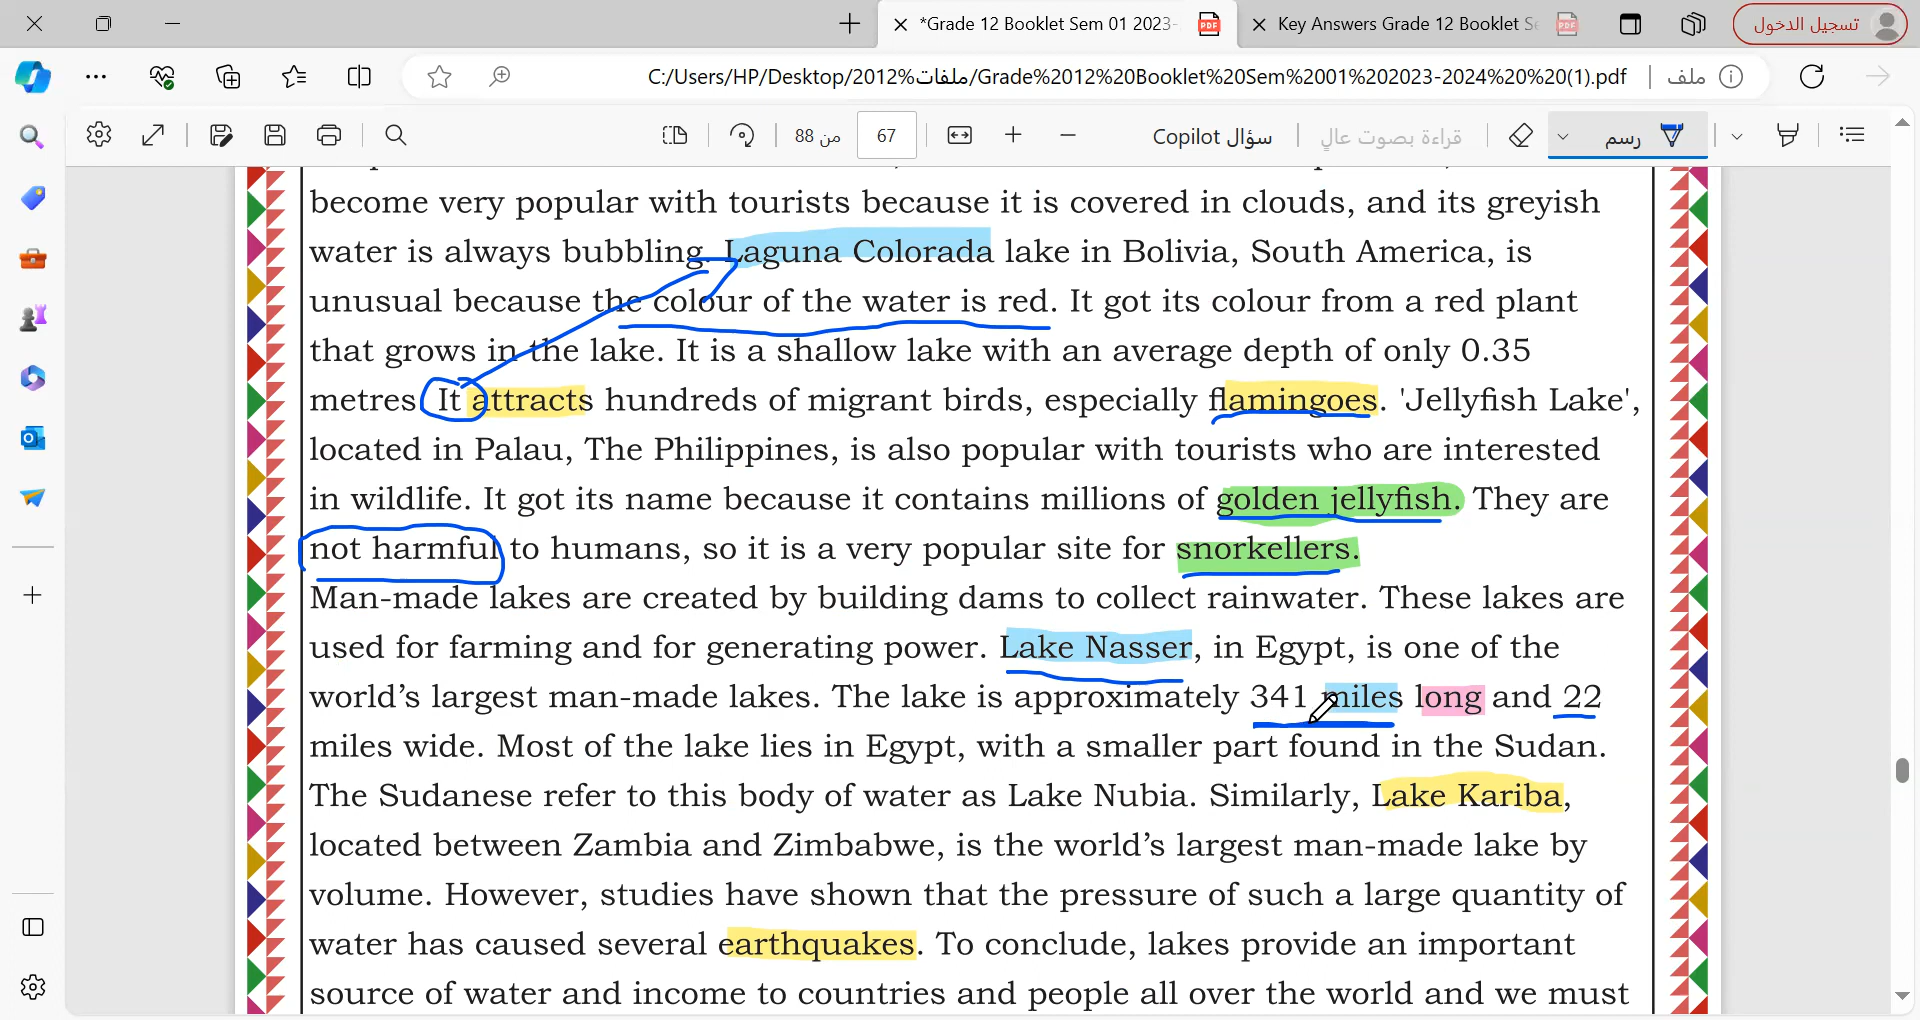 *Grade 12 Booklet Sem 01 2023-
Key Answers Grade 12 Booklet Se
تسجيل الدخول
C:/Users/HP/Desktop/2012%ملفات/Grade%2012%20Booklet%20Sem%2001%202023-2024%20%20(1).pdf
ملف
من 88
67
سؤال Copilot
قراءة بصوت عالٍ
رسم
become very popular with tourists because it is covered in clouds, and its greyish
water is always bubbling. Laguna Colorada lake in Bolivia, South America, is
unusual because the colour of the water is red. It got its colour from a red plant
that grows in the lake. It is a shallow lake with an average depth of only 0.35
metres. It attracts hundreds of migrant birds, especially flamingoes. 'Jellyfish Lake',
located in Palau, The Philippines, is also popular with tourists who are interested
in wildlife. It got its name because it contains millions of golden jellyfish. They are
not harmful to humans, so it is a very popular site for snorkellers.
Man-made lakes are created by building dams to collect rainwater. These lakes are
used for farming and for generating power. Lake Nasser, in Egypt, is one of the
world's largest man-made lakes. The lake is approximately 341 miles long and 22
miles wide. Most of the lake lies in Egypt, with a smaller part found in the Sudan.
The Sudanese refer to this body of water as Lake Nubia. Similarly, Lake Kariba,
located between Zambia and Zimbabwe, is the world's largest man-made lake by
volume. However, studies have shown that the pressure of such a large quantity of
water has caused several earthquakes. To conclude, lakes provide an important
source of water and income to countries and people all over the world and we must